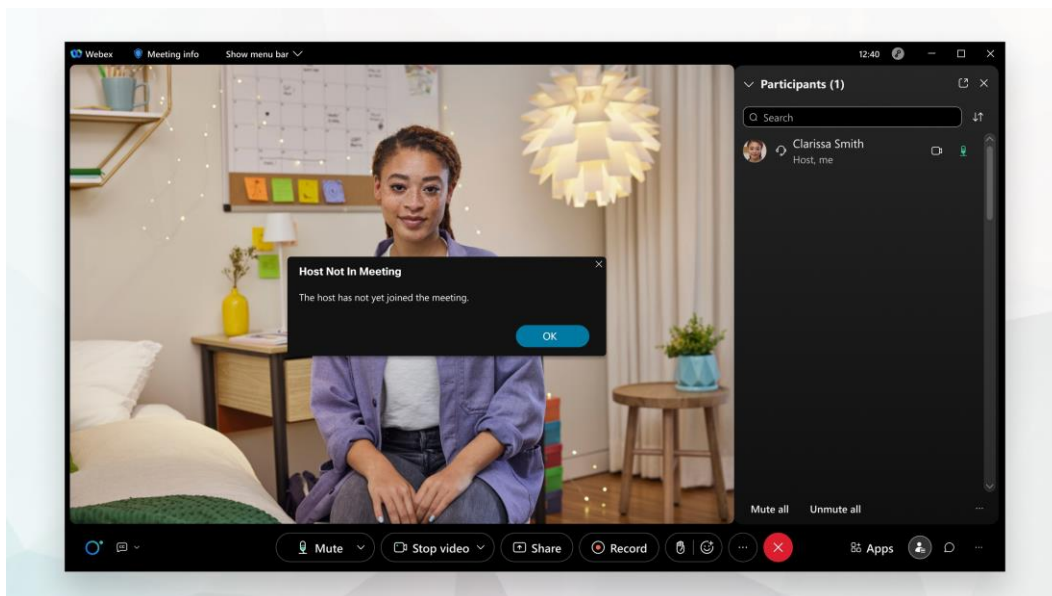 Webex Meeting info Show menu bar 12:40
Participants (1)
Search
Clarissa Smith
Host, me
Host Not In Meeting
The host has not yet joined the meeting.
OK
Mute all Unmute all
Mute Stop video Share Record Apps